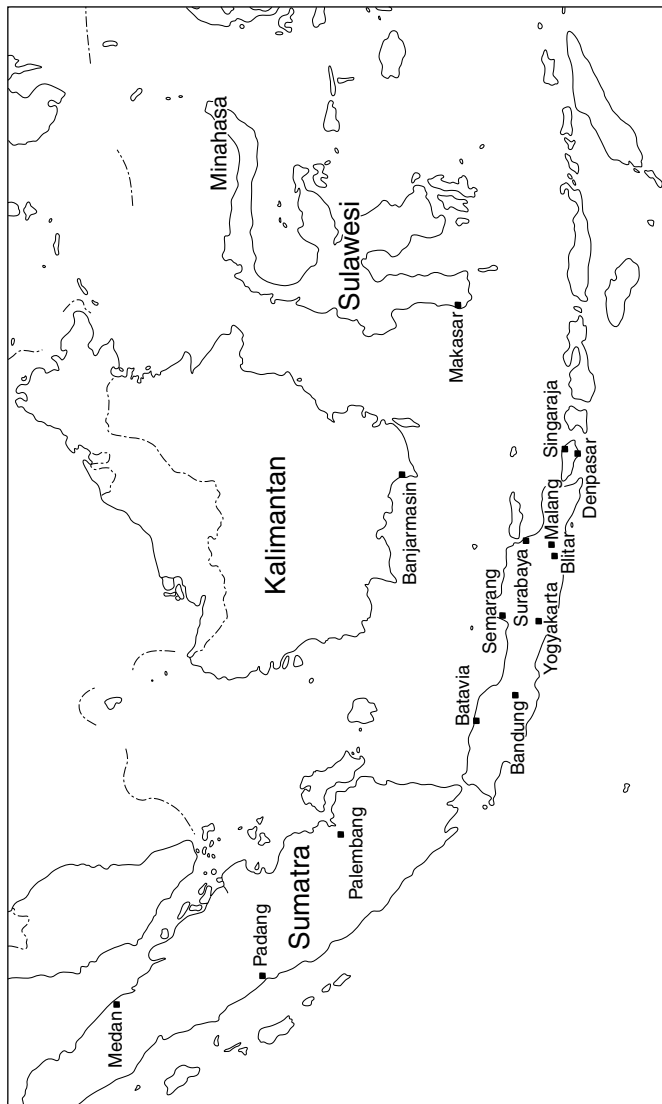 Medan
Padang
Sumatra
Palembang
Batavia
Bandung
Semarang
Yogyakarta
Surabaya
Malang
Blitar
Singaraja
Denpasar
Kalimantan
Banjarmasin
Minahasa
Sulawesi
Makasar